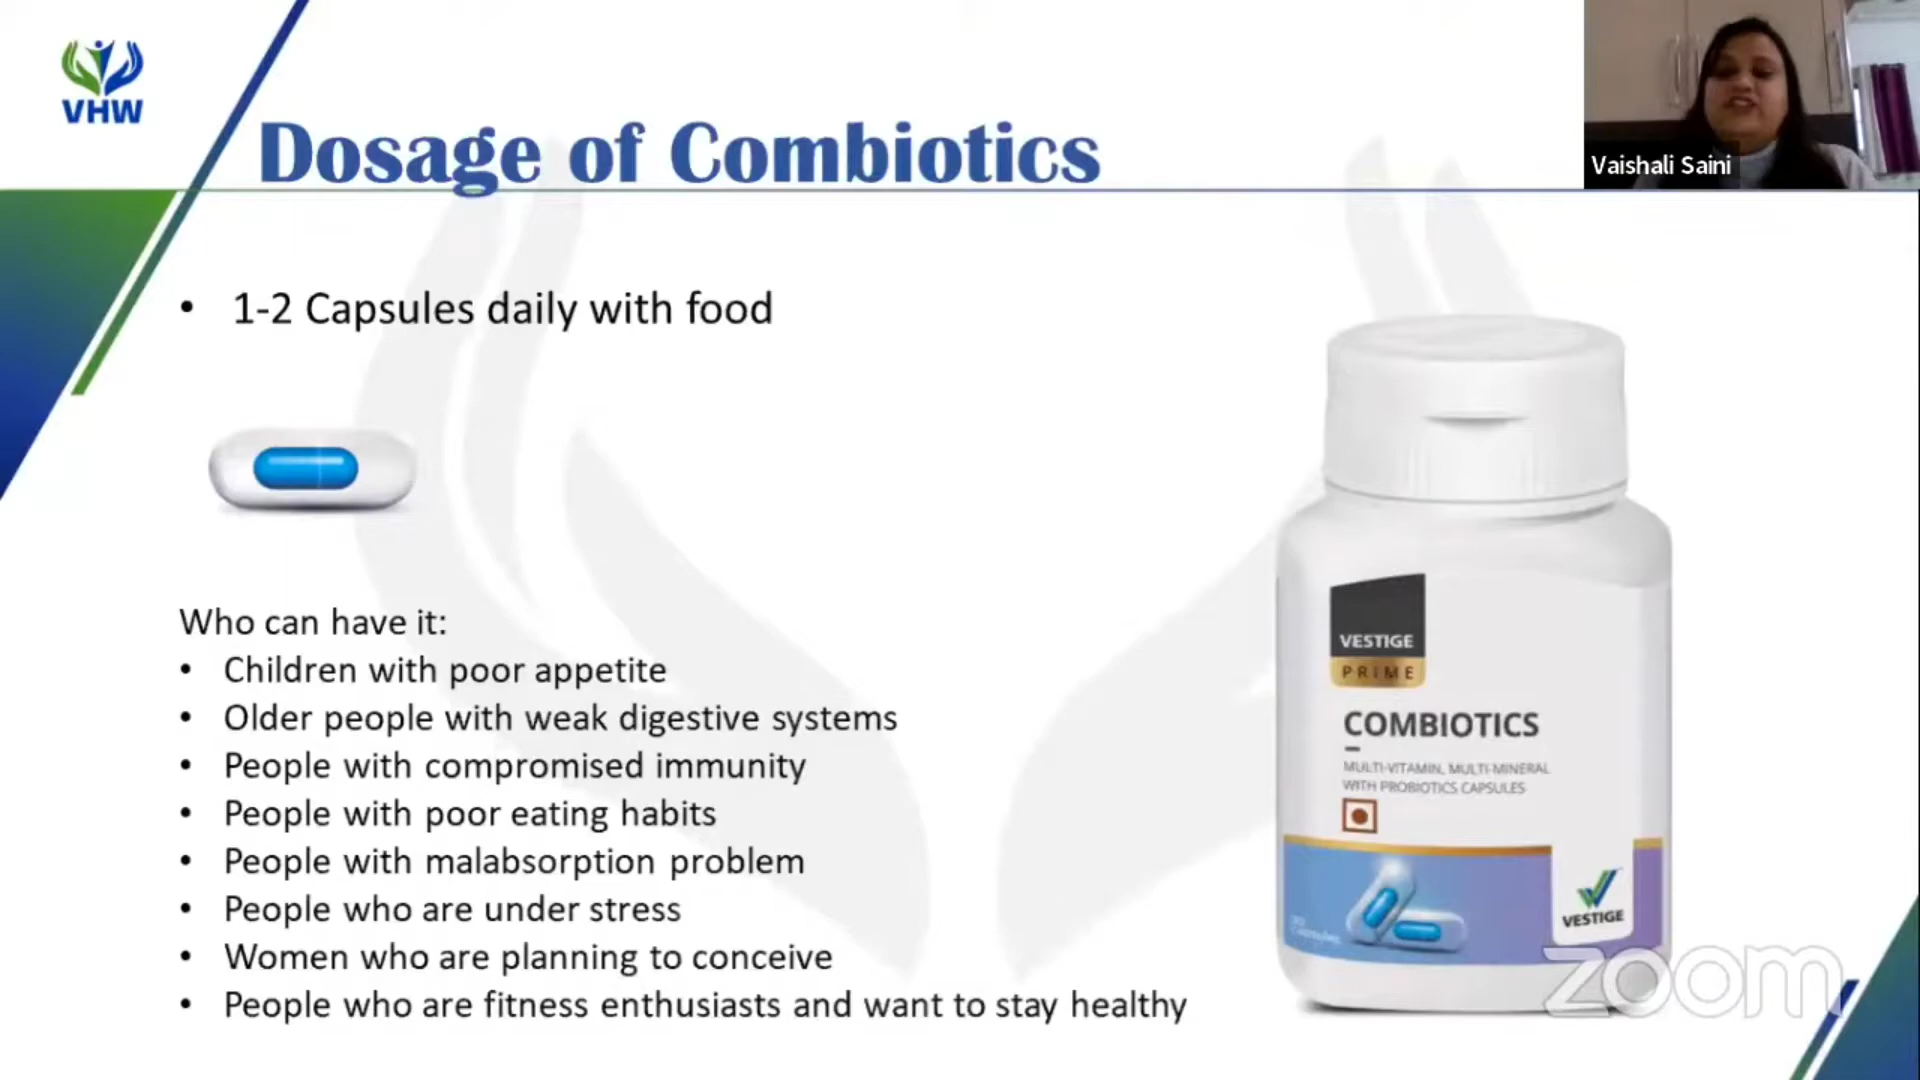 VHW
Dosage of Combiotics
Vaishali Saini
• 1-2 Capsules daily with food
Who can have it:
• Children with poor appetite
• Older people with weak digestive systems
• People with compromised immunity
• People with poor eating habits
• People with malabsorption problem
• People who are under stress
• Women who are planning to conceive
• People who are fitness enthusiasts and want to stay healthy
VESTIGE
PRIME
COMBIOTICS
MULTI-VITAMIN, MULTI-MINERAL
WITH PROBIOTICS CAPSULES
Capsules
VESTIGE
zoom